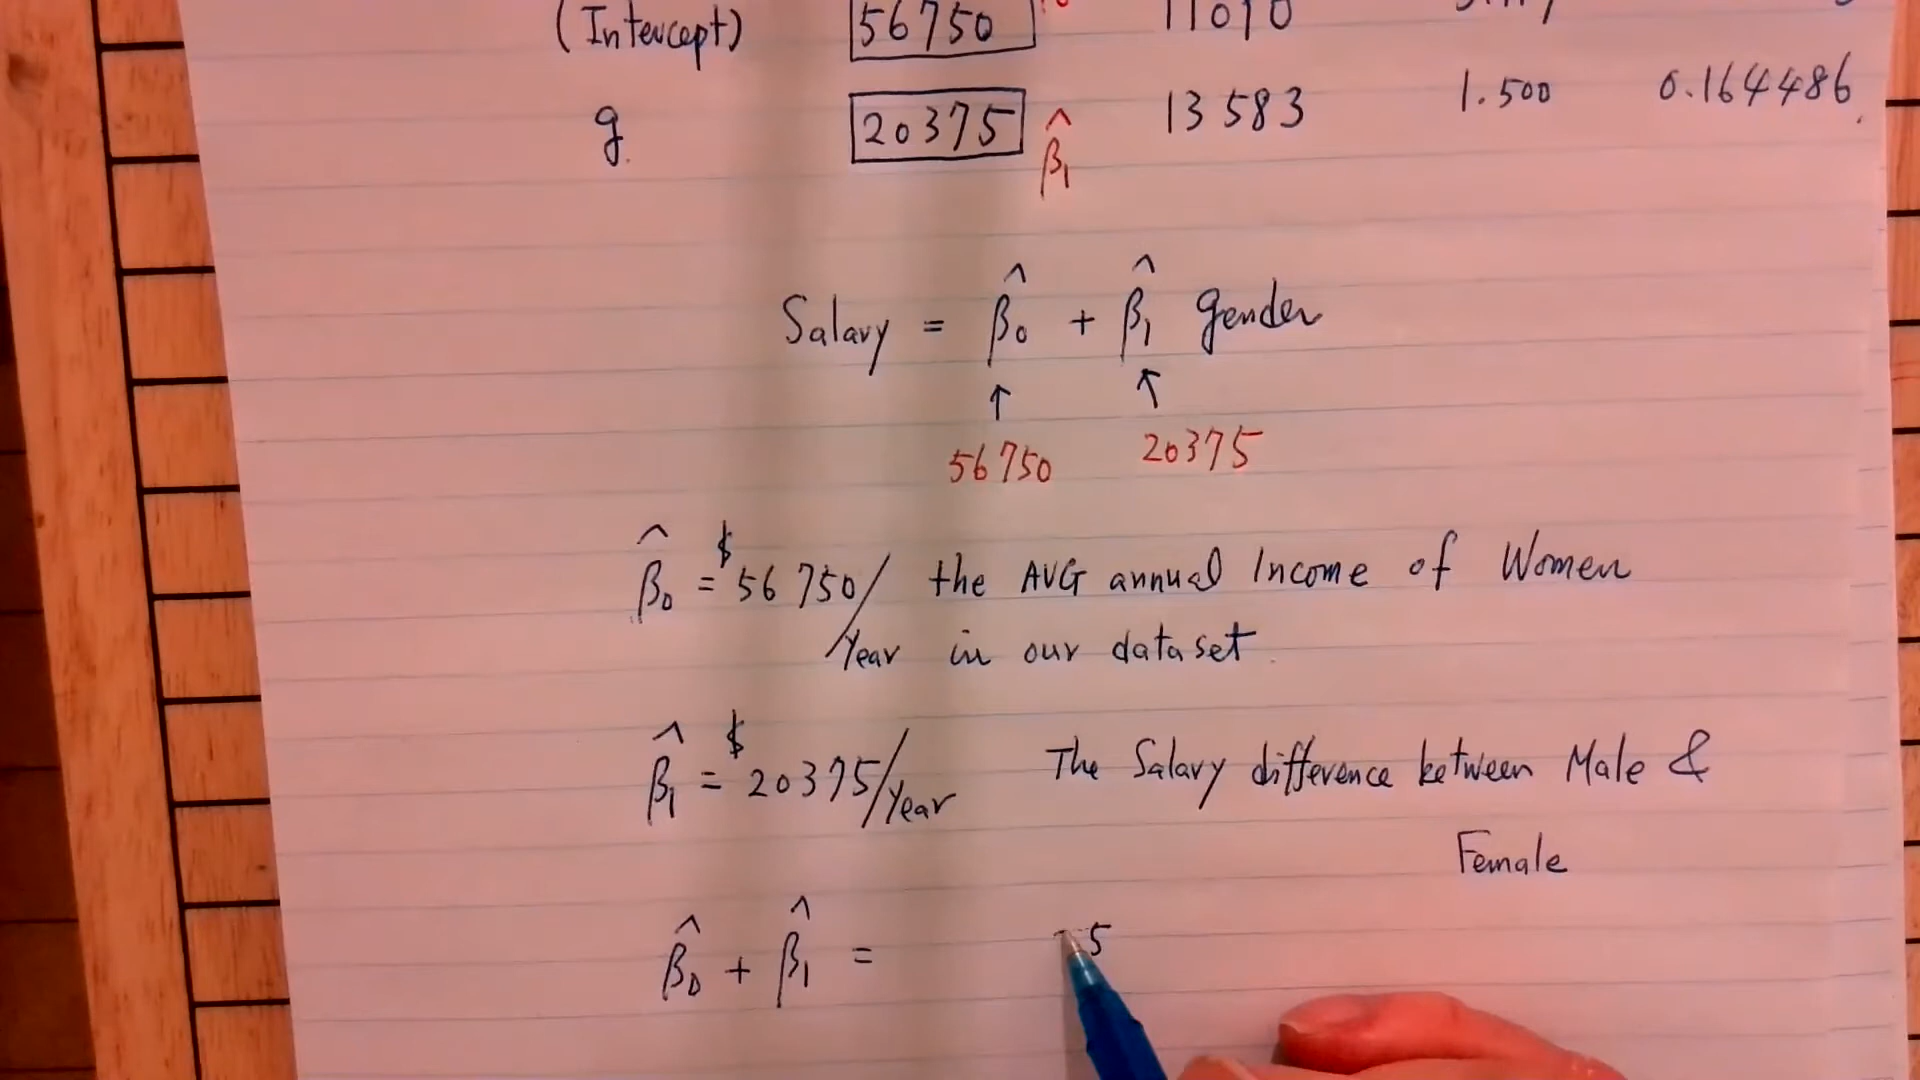 (Intercept) 56750 11010
g. 20375 β̂1 13583 1.500 0.164486
Salary = β̂0 + β̂1 gender
↑ ↑
56750 20375
β̂0 = $56750/ the AVG annual Income of Women
Year in our dataset.
β̂1 = $20375/Year The Salary difference between Male &
Female
β̂0 + β̂1 = 75